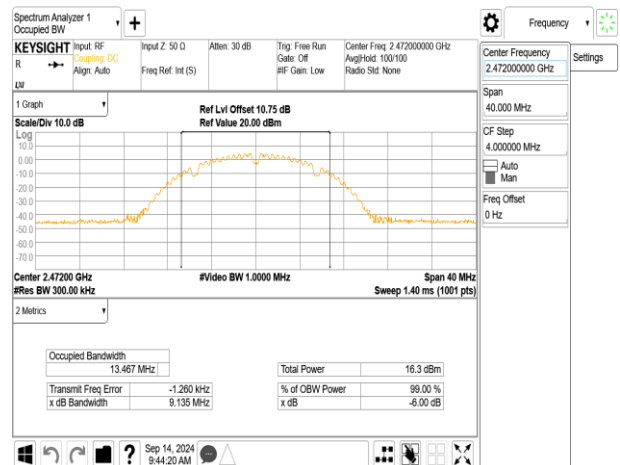 Spectrum Analyzer 1
Occupied BW
Frequency
KEYSIGHT Input: RF Input Z: 50 Ω Atten: 30 dB Trig: Free Run Center Freq: 2.472000000 GHz
Coupling: DC Gate: Off Avg|Hold: 100/100
R Align: Auto Freq Ref: Int (S) #IF Gain: Low Radio Std: None
LXI
Center Frequency
2.472000000 GHz
Settings
Span
40.000 MHz
CF Step
4.000000 MHz
Auto
Man
Freq Offset
0 Hz
1 Graph
Ref Lvl Offset 10.75 dB
Scale/Div 10.0 dB Ref Value 20.00 dBm
Log
10.0
0.00
-10.0
-20.0
-30.0
-40.0
-50.0
-60.0
-70.0
Center 2.47200 GHz #Video BW 1.0000 MHz Span 40 MHz
#Res BW 300.00 kHz Sweep 1.40 ms (1001 pts)
2 Metrics
Occupied Bandwidth
13.467 MHz Total Power 16.3 dBm
Transmit Freq Error -1.260 kHz % of OBW Power 99.00 %
x dB Bandwidth 9.135 MHz x dB -6.00 dB
? Sep 14, 2024
9:44:20 AM